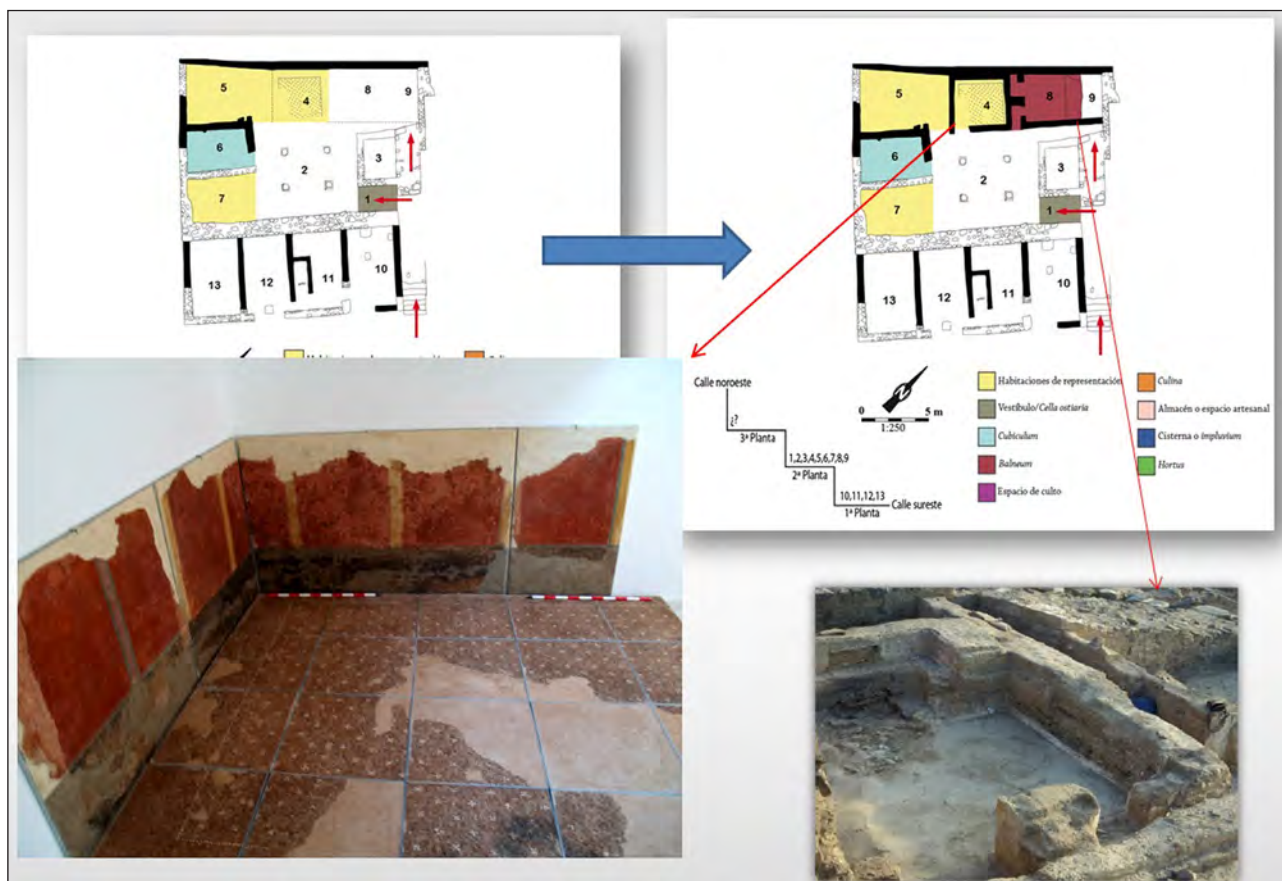 5
4
8
9
6
2
3
7
1
13
12
11
10
5
4
8
9
6
2
3
7
1
13
12
11
10
Calle noroeste
¿?
3ª Planta
1,2,3,4,5,6,7,8,9
2ª Planta
10,11,12,13
1ª Planta
Calle sureste
0 5 m
1:250
Habitaciones de representación
Vestíbulo/Cella ostiaria
Cubiculum
Balneum
Espacio de culto
Culina
Almacén o espacio artesanal
Cisterna o impluvium
Hortus